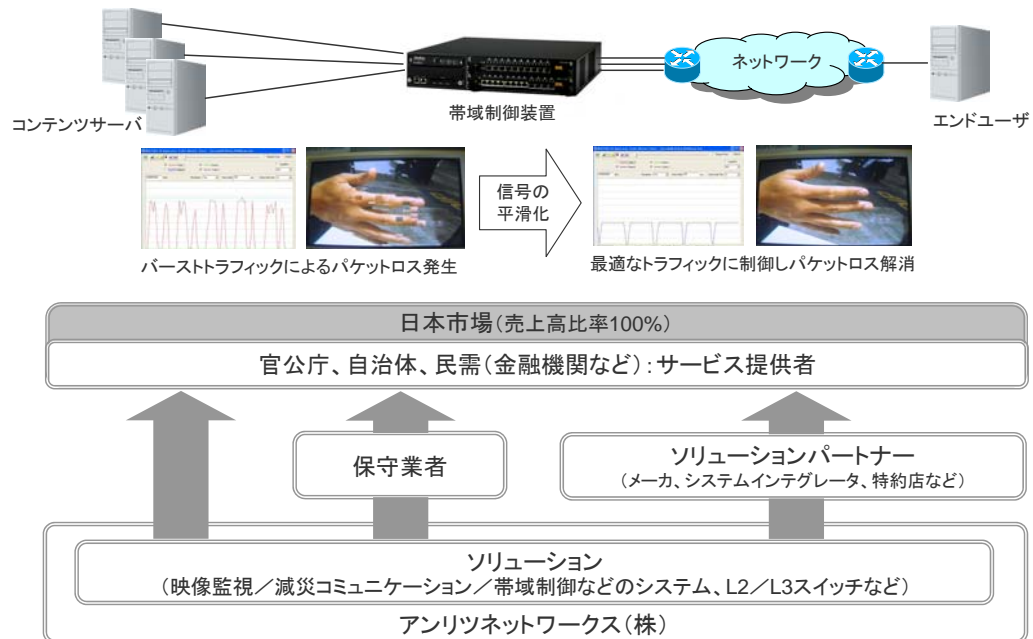 ネットワーク
コンテンツサーバ
帯域制御装置
エンドユーザ
信号の
平滑化
バーストトラフィックによるパケットロス発生
最適なトラフィックに制御しパケットロス解消
日本市場(売上高比率100%)
官公庁、自治体、民需(金融機関など):サービス提供者
保守業者
ソリューションパートナー
(メーカ、システムインテグレータ、特約店など)
ソリューション
(映像監視/減災コミュニケーション/帯域制御などのシステム、L2/L3スイッチなど)
アンリツネットワークス(株)